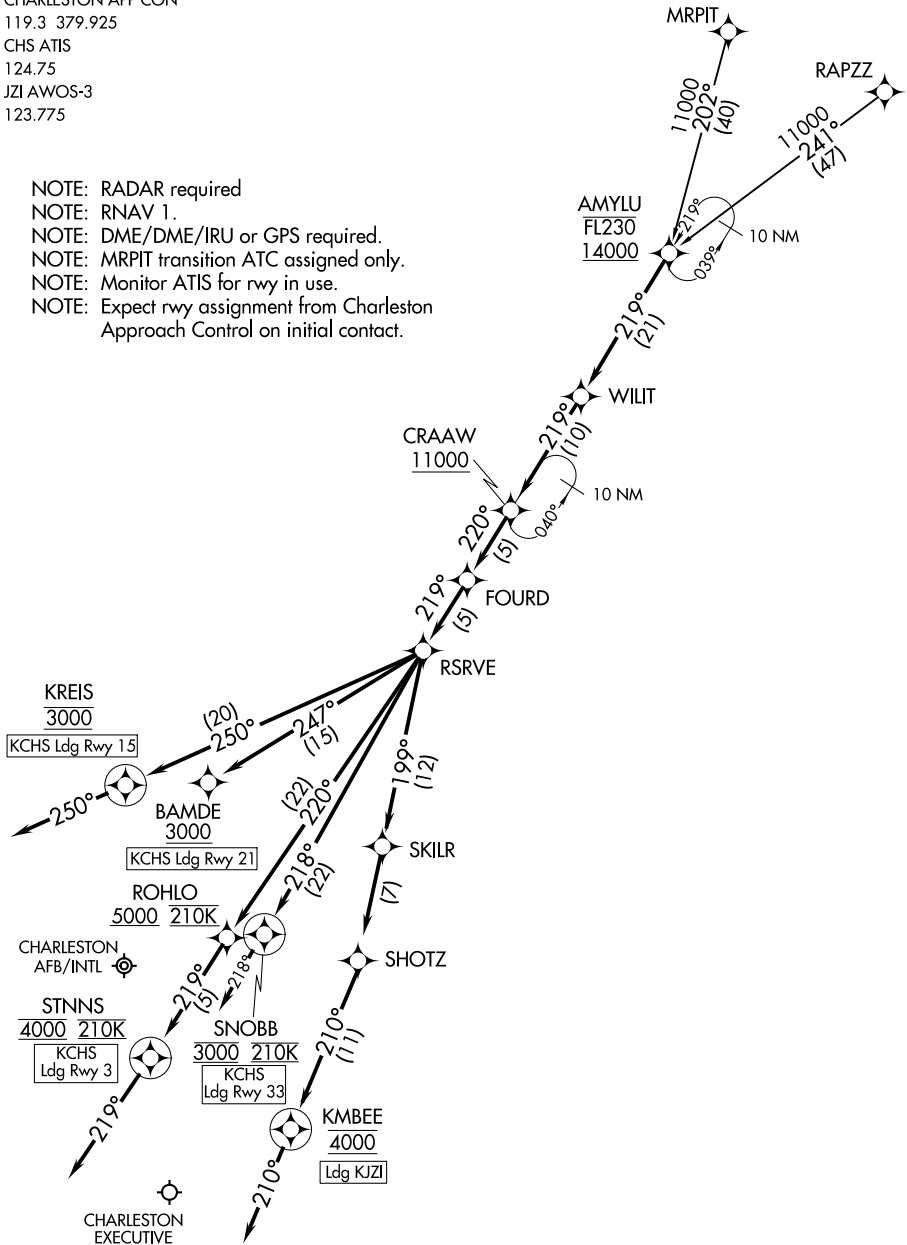 CHARLESTON APP CON
119.3 379.925
CHS ATIS
124.75
JZI AWOS-3
123.775
NOTE: RADAR required
NOTE: RNAV 1.
NOTE: DME/DME/IRU or GPS required.
NOTE: MRPIT transition ATC assigned only.
NOTE: Monitor ATIS for rwy in use.
NOTE: Expect rwy assignment from Charleston
Approach Control on initial contact.
MRPIT
RAPZZ
11000
202°
(40)
11000
241°
(47)
AMYLU
FL230
14000
219°
039°
10 NM
219°
(21)
WILIT
219°
(10)
CRAAW
11000
040°
10 NM
220°
(5)
FOURD
219°
(5)
RSRVE
KREIS
3000
KCHS Ldg Rwy 15
(20)
250°
250°
247°
(15)
BAMDE
3000
KCHS Ldg Rwy 21
(22)
220°
218°
(22)
199°
(12)
SKILR
(7)
ROHLO
5000 210K
CHARLESTON
AFB/INTL
218°
SHOTZ
219°
(5)
STNNS
4000 210K
KCHS
Ldg Rwy 3
SNOBB
3000 210K
KCHS
Ldg Rwy 33
210°
(11)
KMBEE
4000
Ldg KJZI
219°
210°
CHARLESTON
EXECUTIVE